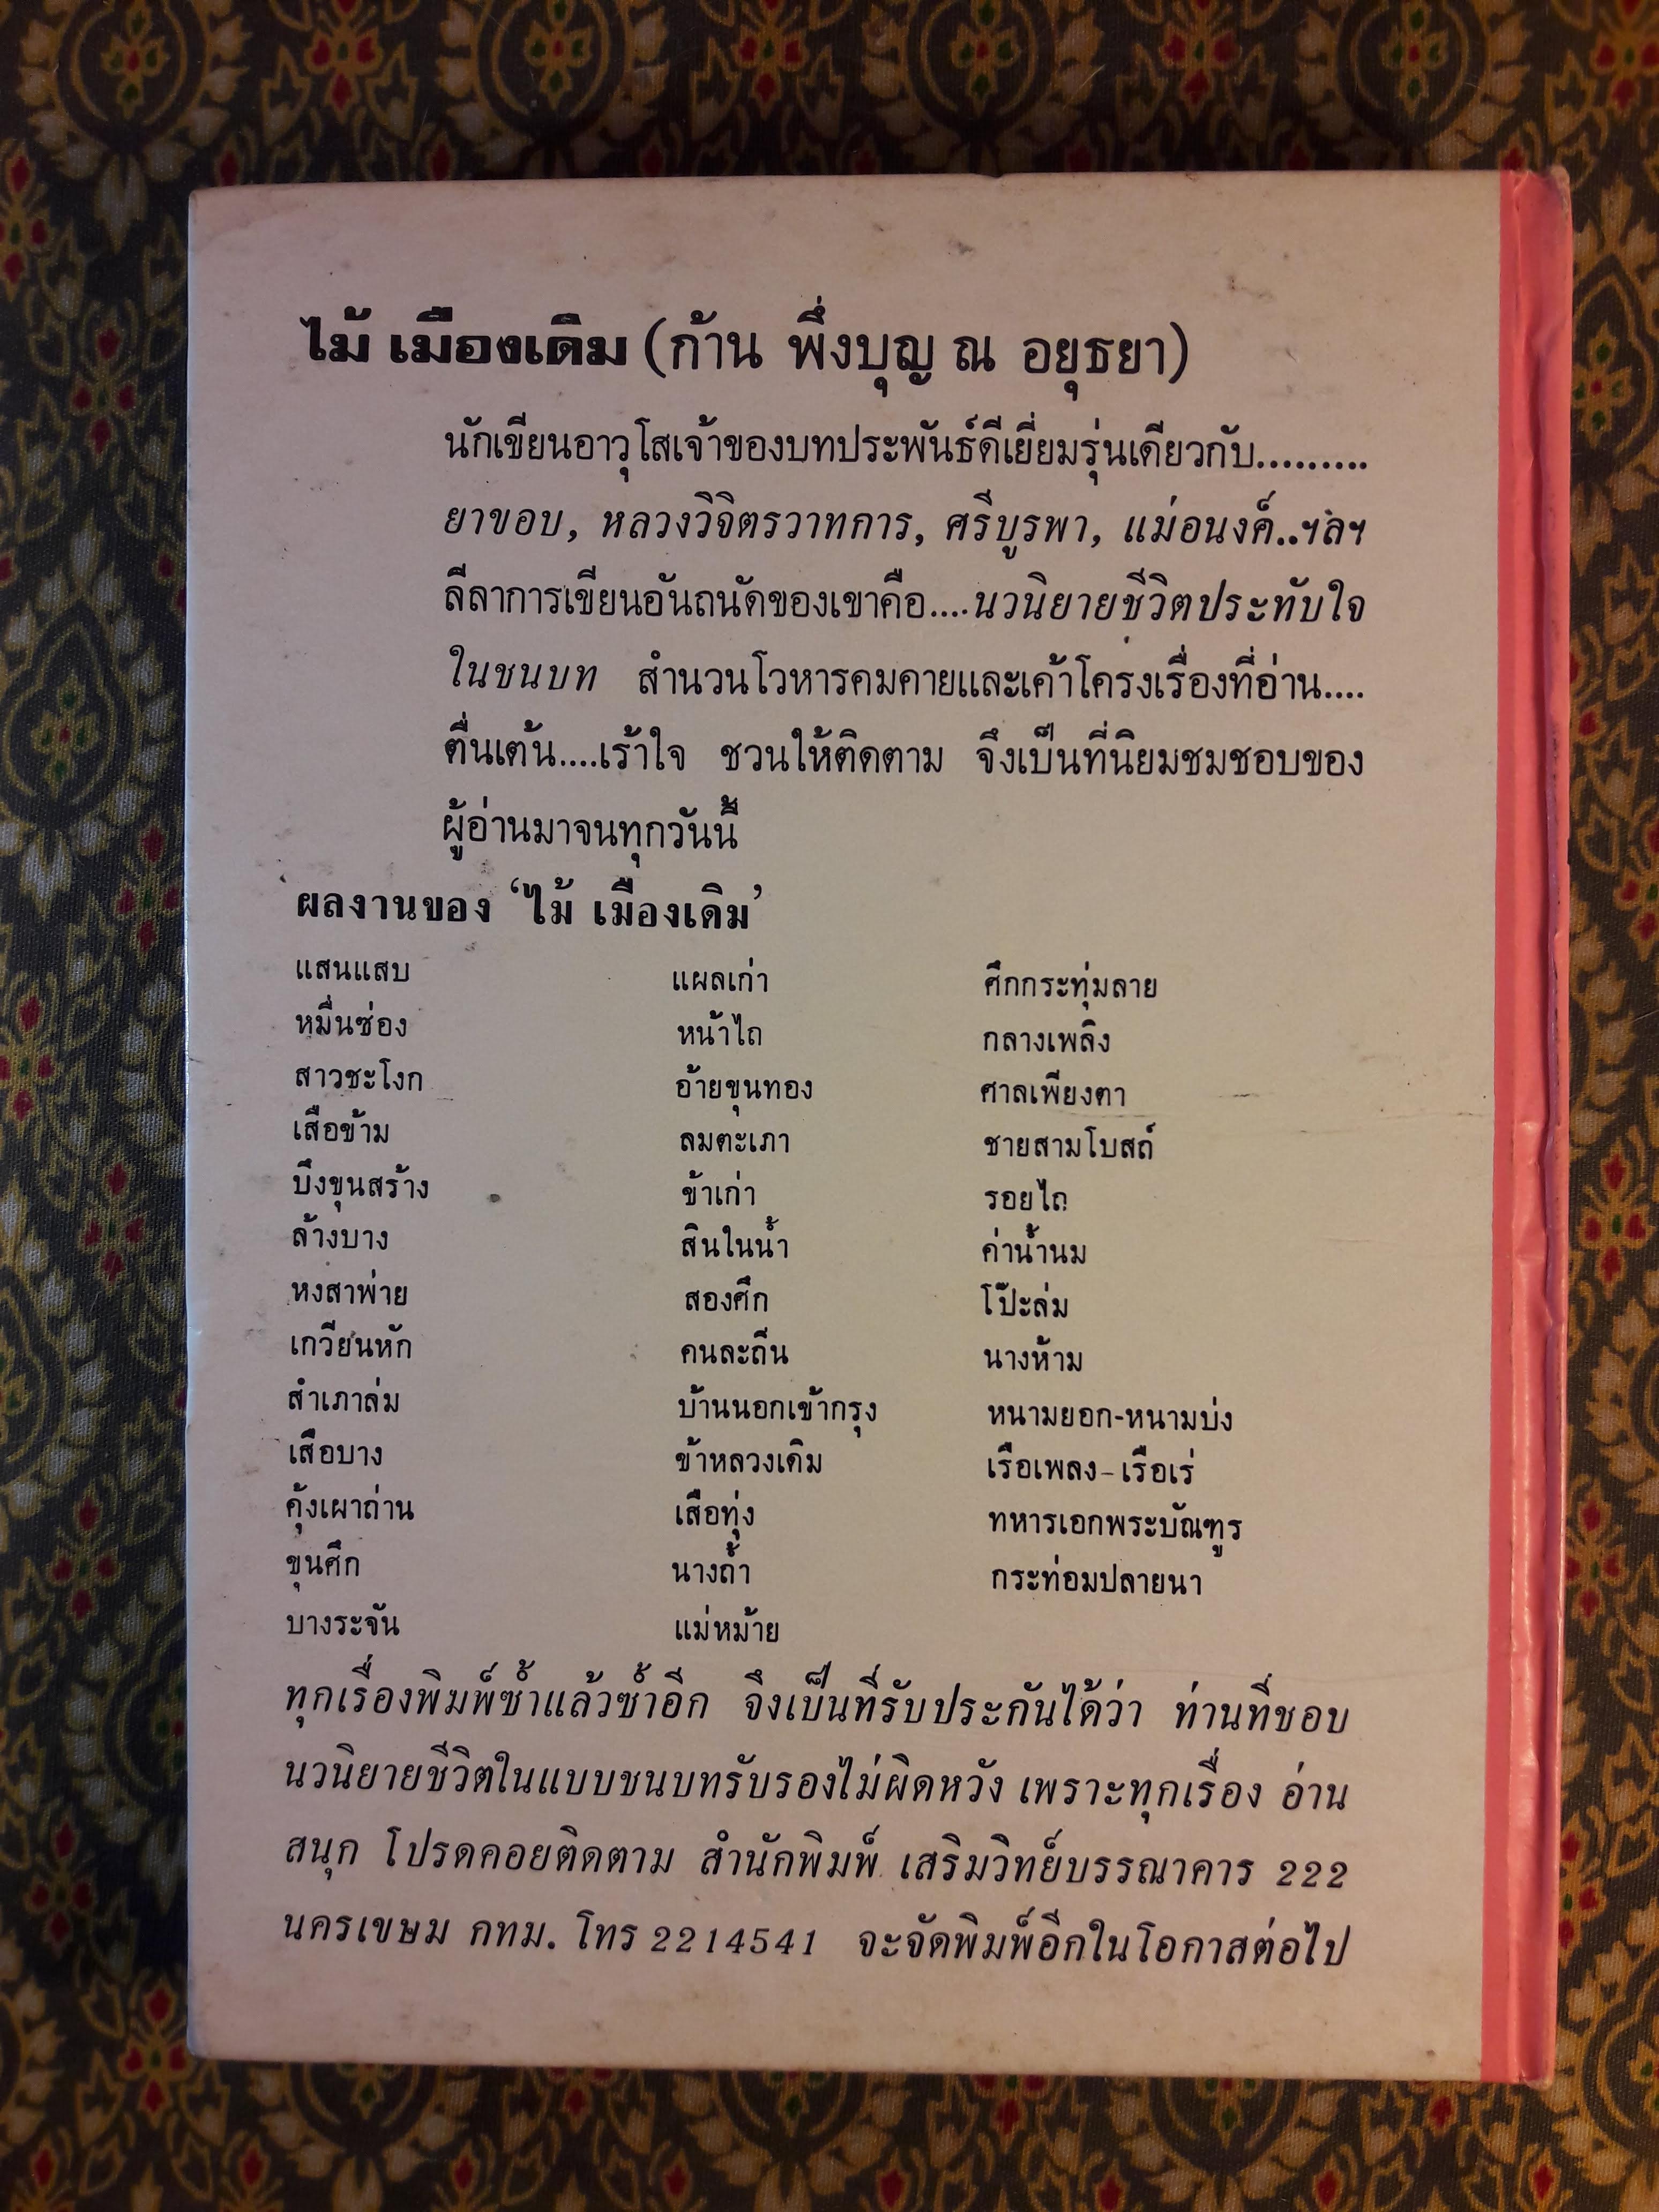 ไม้ เมืองเดิม (ก้าน พึ่งบุญ ณ อยุธยา)
นักเขียนอาวุโสเจ้าของบทประพันธ์ดีเยี่ยมรุ่นเดียวกับ.........
ยาขอบ, หลวงวิจิตรวาทการ, ศรีบูรพา, แม่อนงค์..ฯลฯ
ลีลาการเขียนอันถนัดของเขาคือ....นวนิยายชีวิตประทับใจ
ในชนบท สำนวนโวหารคมคายและเค้าโครงเรื่องที่อ่าน....
ตื่นเต้น....เร้าใจ ชวนให้ติดตาม จึงเป็นที่นิยมชมชอบของ
ผู้อ่านมาจนทุกวันนี้
ผลงานของ ‘ไม้ เมืองเดิม’
แสนแสบ แผลเก่า ศึกกระทุ่มลาย
หมื่นซ่อง หน้าไถ กลางเพลิง
สาวชะโงก อ้ายขุนทอง ศาลเพียงตา
เสือข้าม ลมตะเภา ชายสามโบสถ์
บึงขุนสร้าง ข้าเก่า รอยไถ
ล้างบาง สินในน้ำ ค่าน้ำนม
หงสาพ่าย สองศึก โป๊ะล่ม
เกวียนหัก คนละถิ่น นางห้าม
สำเภาล่ม บ้านนอกเข้ากรุง หนามยอก-หนามบ่ง
เสือบาง ข้าหลวงเดิม เรือเพลง-เรือเร่
คุ้งเผาถ่าน เสือทุ่ง ทหารเอกพระบัณฑูร
ขุนศึก นางถ้ำ กระท่อมปลายนา
บางระจัน แม่หม้าย
ทุกเรื่องพิมพ์ซ้ำแล้วซ้ำอีก จึงเป็นที่รับประกันได้ว่า ท่านที่ชอบ
นวนิยายชีวิตในแบบชนบทรับรองไม่ผิดหวัง เพราะทุกเรื่อง อ่าน
สนุก โปรดคอยติดตาม สำนักพิมพ์ เสริมวิทย์บรรณาคาร 222
นครเขษม กทม. โทร 2214541 จะจัดพิมพ์อีกในโอกาสต่อไป